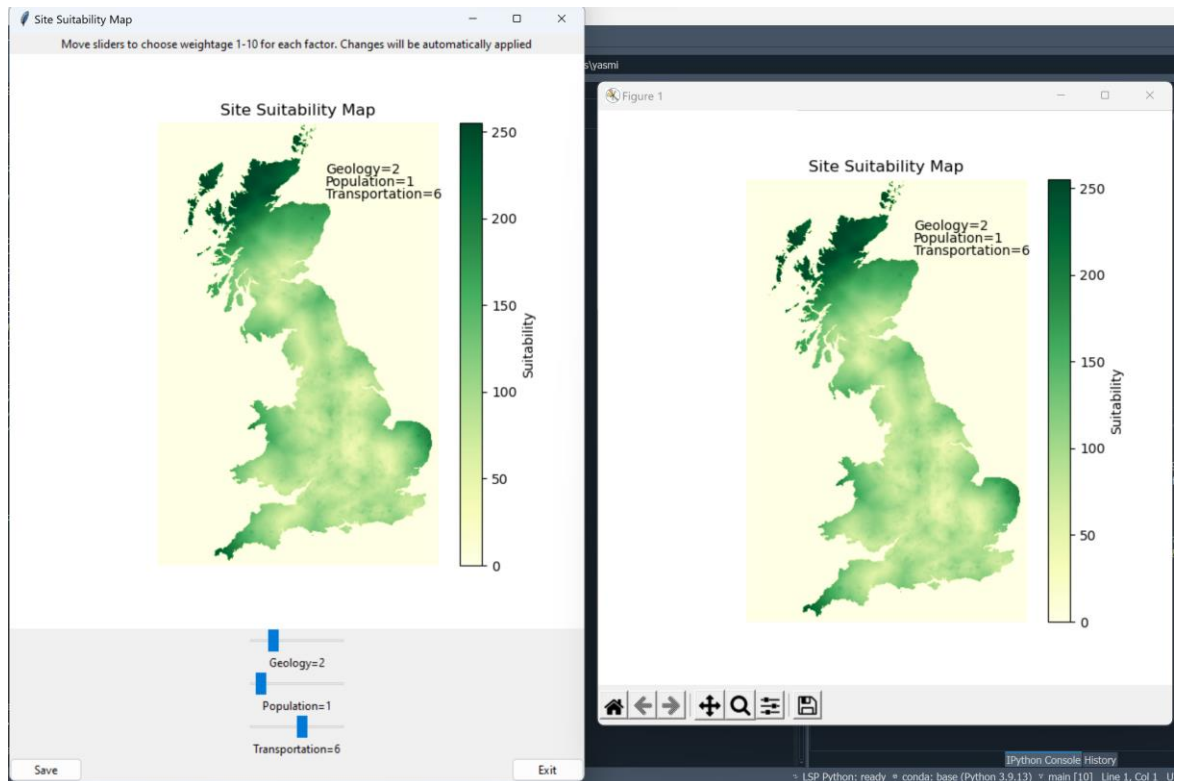 Site Suitability Map
Move sliders to choose weightage 1-10 for each factor. Changes will be automatically applied
Site Suitability Map
Geology=2
Population=1
Transportation=6
250
200
150
100
50
0
Suitability
Geology=2
Population=1
Transportation=6
Save
Exit
s\yasmi
Figure 1
Site Suitability Map
Geology=2
Population=1
Transportation=6
250
200
150
100
50
0
Suitability
IPython Console History
LSP Python: ready conda: base (Python 3.9.13) main [10] Line 1, Col 1 U